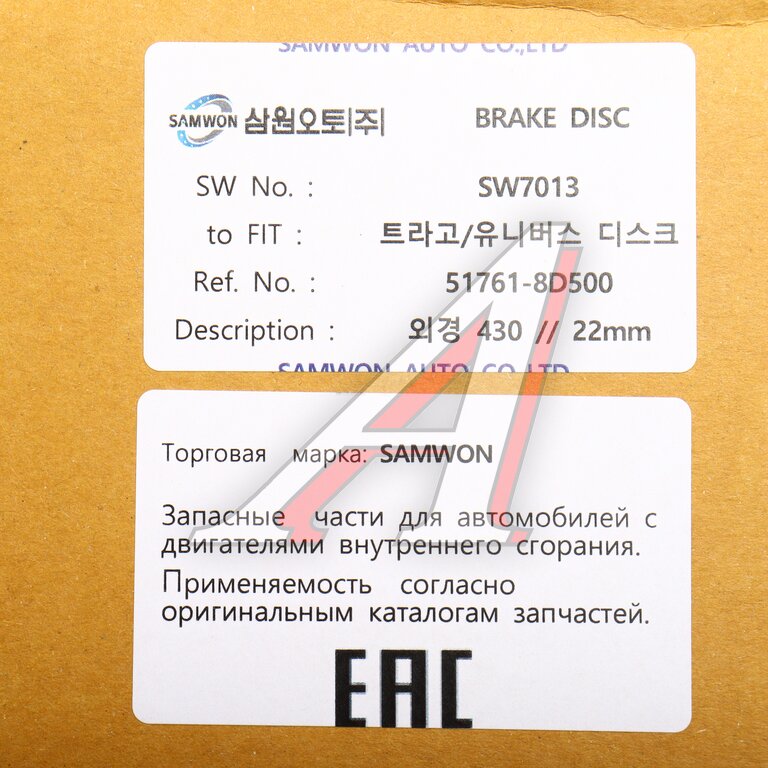 SAMWON AUTO CO.,LTD
SAMWON 삼원오토(주) BRAKE DISC
SW No. : SW7013
to FIT : 트라고/유니버스 디스크
Ref. No. : 51761-8D500
Description : 외경 430 // 22mm
SAMWON AUTO CO.,LTD
Торговая марка: SAMWON
Запасные части для автомобилей с
двигателями внутреннего сгорания.
Применяемость согласно
оригинальным каталогам запчастей.
EAC